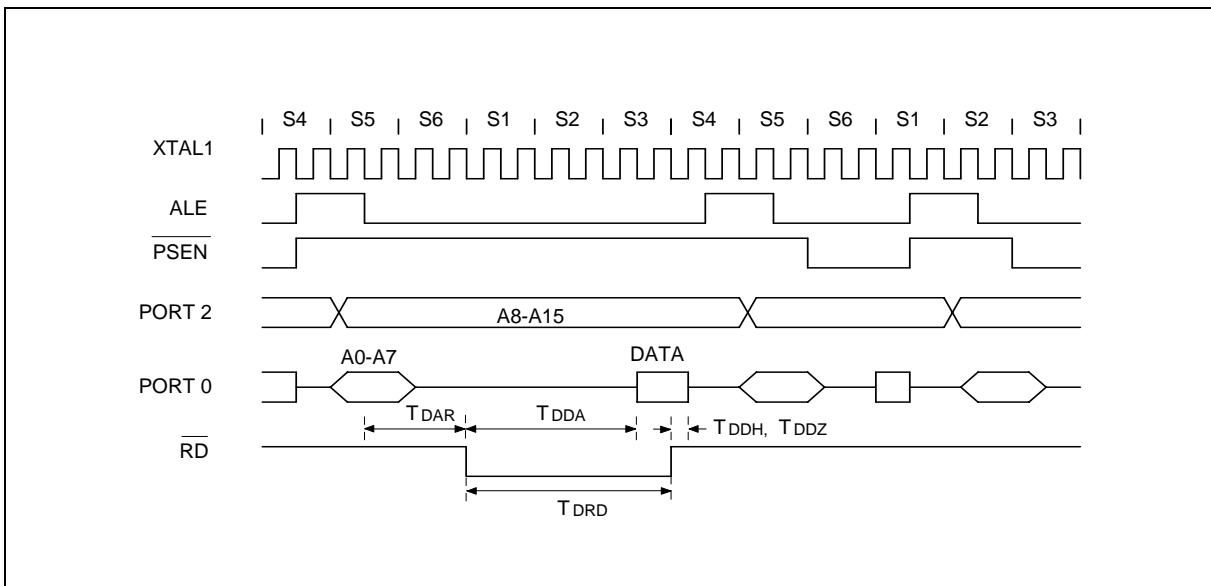 S4 S5 S6 S1 S2 S3 S4 S5 S6 S1 S2 S3
XTAL1
ALE
PSEN
PORT 2
A8-A15
A0-A7
DATA
PORT 0
TDAR
TDDA
TDDH, TDDZ
RD
TDRD